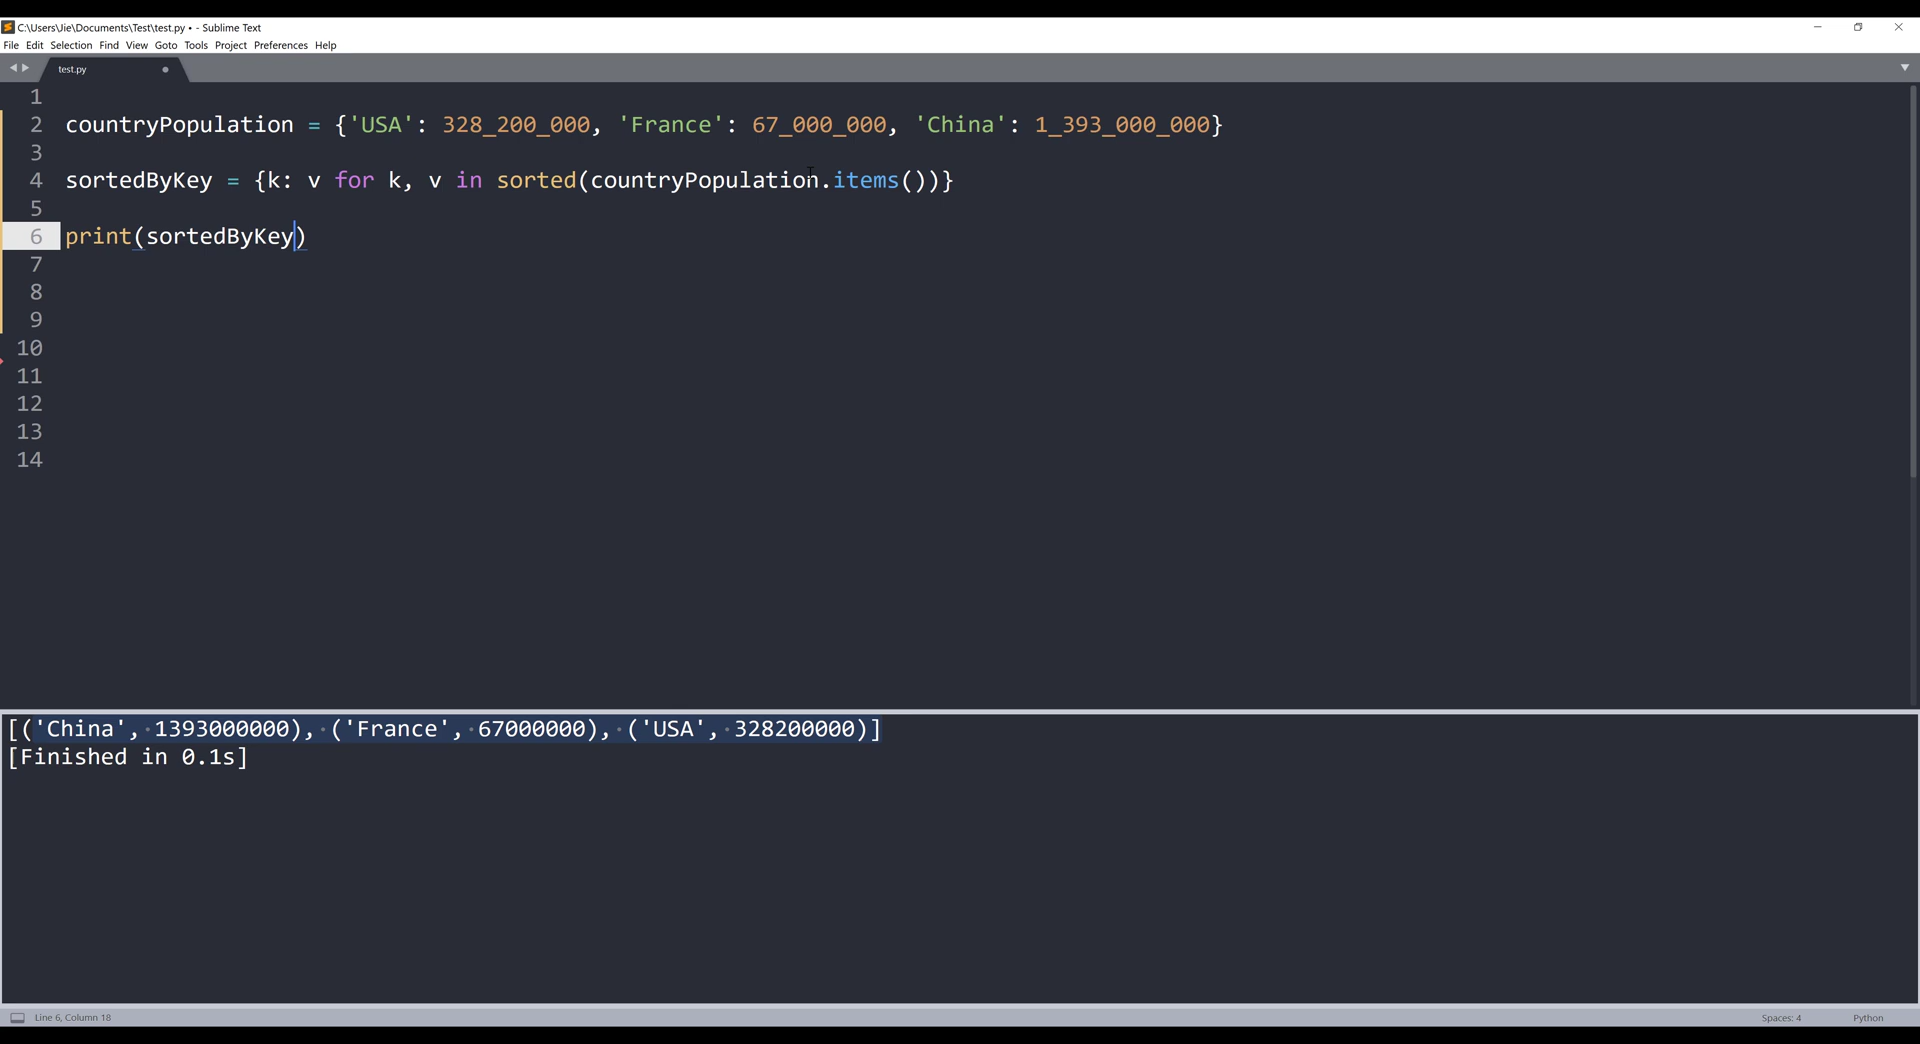 C:\Users\Jie\Documents\Test\test.py • - Sublime Text
File Edit Selection Find View Goto Tools Project Preferences Help
test.py
1
2 countryPopulation = {'USA': 328_200_000, 'France': 67_000_000, 'China': 1_393_000_000}
3
4 sortedByKey = {k: v for k, v in sorted(countryPopulation.items())}
5
6 print(sortedByKey)
7
8
9
10
11
12
13
14
[('China', 1393000000), ('France', 67000000), ('USA', 328200000)]
[Finished in 0.1s]
Line 6, Column 18 Spaces: 4 Python